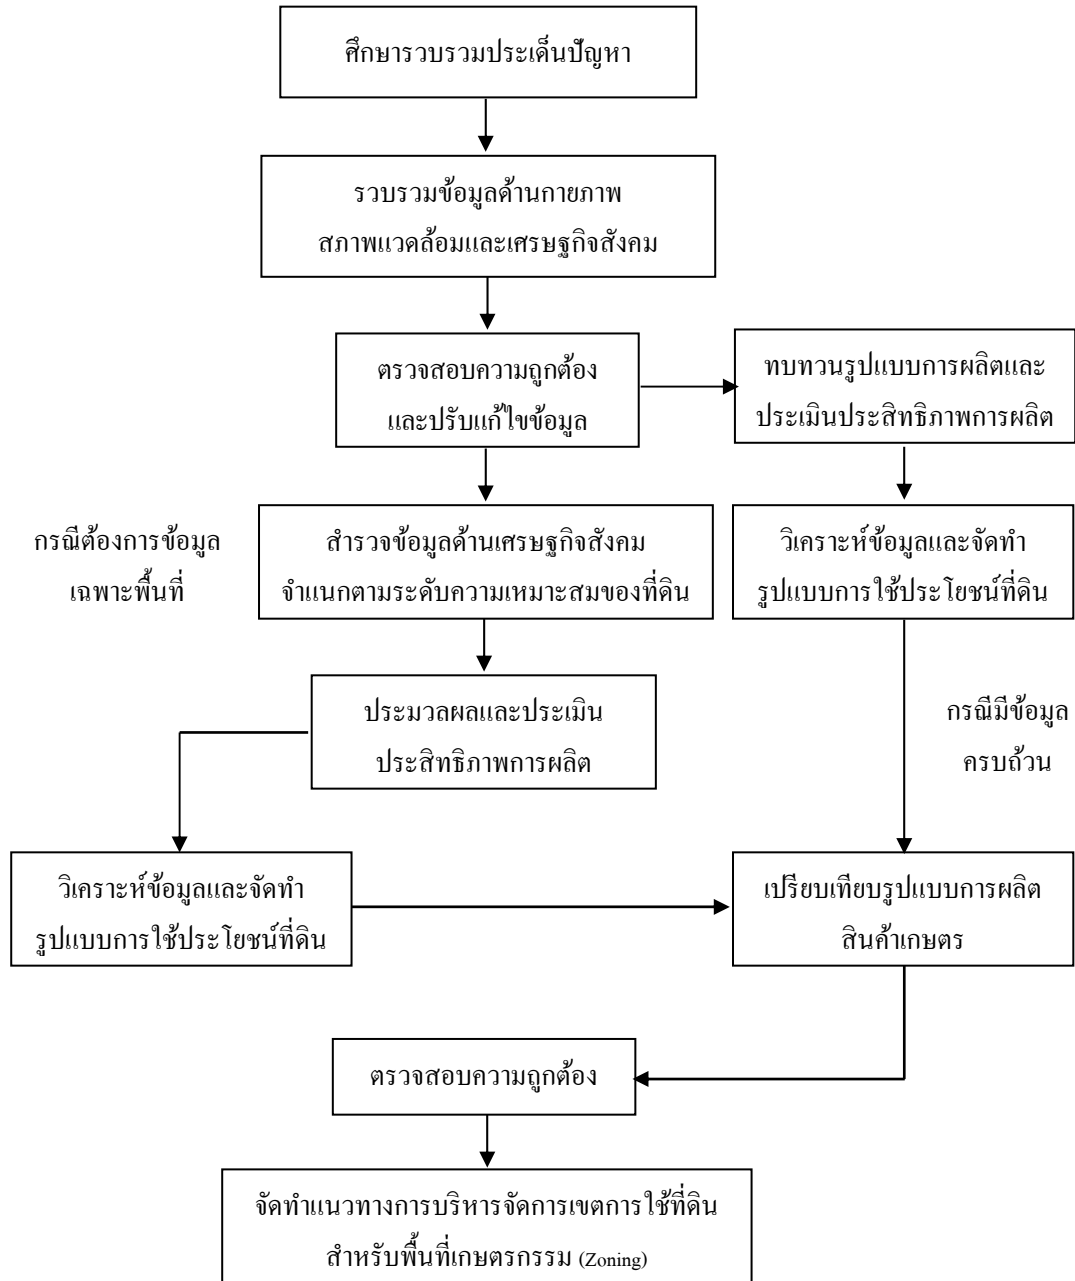 ศึกษารวบรวมประเด็นปัญหา
รวบรวมข้อมูลด้านกายภาพ
สภาพแวดล้อมและเศรษฐกิจสังคม
ตรวจสอบความถูกต้อง
และปรับแก้ไขข้อมูล
ทบทวนรูปแบบการผลิตและ
ประเมินประสิทธิภาพการผลิต
กรณีต้องการข้อมูล
เฉพาะพื้นที่
สำรวจข้อมูลด้านเศรษฐกิจสังคม
จำแนกตามระดับความเหมาะสมของที่ดิน
วิเคราะห์ข้อมูลและจัดทำ
รูปแบบการใช้ประโยชน์ที่ดิน
ประมวลผลและประเมิน
ประสิทธิภาพการผลิต
กรณีมีข้อมูล
ครบถ้วน
วิเคราะห์ข้อมูลและจัดทำ
รูปแบบการใช้ประโยชน์ที่ดิน
เปรียบเทียบรูปแบบการผลิต
สินค้าเกษตร
ตรวจสอบความถูกต้อง
จัดทำแนวทางการบริหารจัดการเขตการใช้ที่ดิน
สำหรับพื้นที่เกษตรกรรม (Zoning)